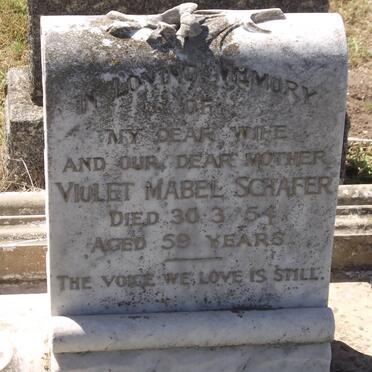 IN LOVING MEMORY
OF
MY DEAR WIFE
AND OUR DEAR MOTHER
VIOLET MABEL SCHAFER
DIED 30 3 54
AGED 59 YEARS
THE VOICE WE LOVE IS STILL.